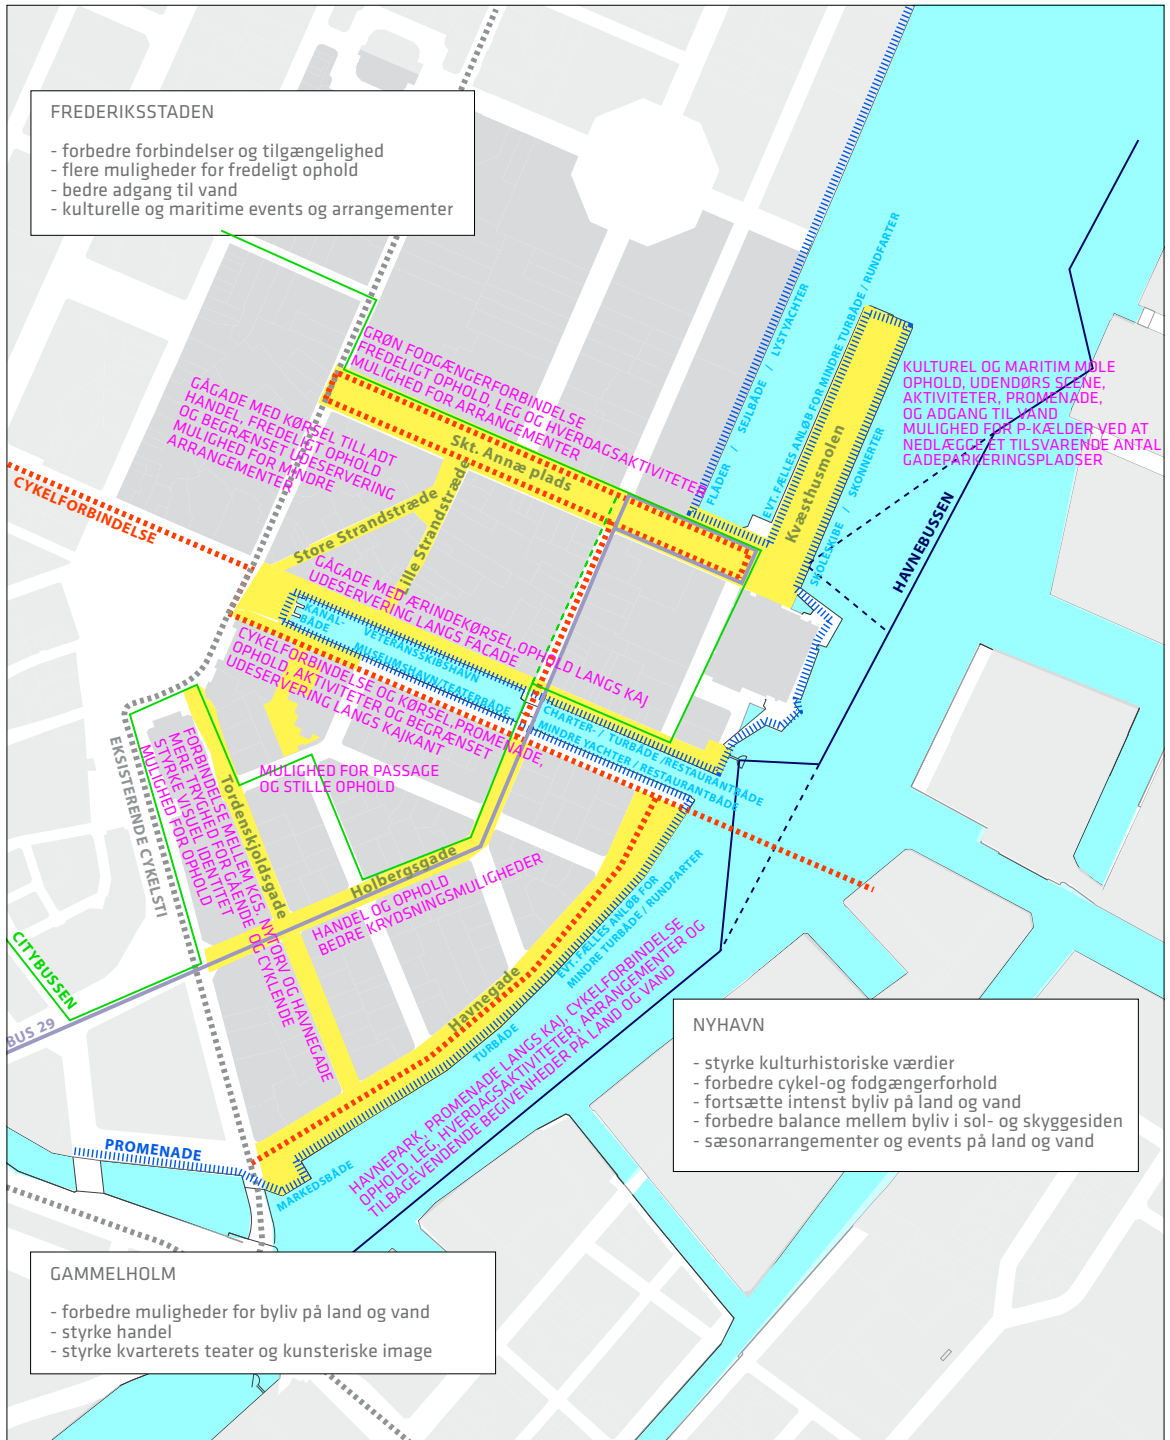 FREDERIKSSTADEN
- forbedre forbindelser og tilgængelighed
- flere muligheder for fredeligt ophold
- bedre adgang til vand
- kulturelle og maritime events og arrangementer
GRØN FODGÆNGERFORBINDELSE
FREDELIGT OPHOLD, LEG OG HVERDAGSAKTIVITETER
MULIGHED FOR ARRANGEMENTER
GÅGADE MED KØRSEL TILLADT
HANDEL, FREDELIGT OPHOLD
OG BEGRÆNSET UDESERVERING
MULIGHED FOR MINDRE
ARRANGEMENTER
Skt. Annæ plads
FLÅDER / SEJLBÅDE / LYSTYACHTER
EVT. FÆLLES ANLØB FOR MINDRE TURBÅDE / RUNDFARTER
Kvæsthusmolen
SKOLESKIBE / SKONNERTER
KULTUREL OG MARITIM MOLE
OPHOLD, UDENDØRS SCENE,
AKTIVITETER, PROMENADE,
OG ADGANG TIL VAND
MULIGHED FOR P-KÆLDER VED AT
NEDLÆGGE ET TILSVARENDE ANTAL
GADEPARKERINGSPLADSER
HAVNEBUSSEN
CYKELFORBINDELSE
Store Strandstræde
Lille Strandstræde
GÅGADE MED ÆRINDEKØRSEL,OPHOLD LANGS KAJ
UDESERVERING LANGS FACADE
KANAL-
BÅDE
VETERANSSKIBSHAVN
MUSEUMSHAVN/TEATERBÅDE
CYKELFORBINDELSE OG KØRSEL,PROMENADE,
OPHOLD, AKTIVITETER OG BEGRÆNSET
UDESERVERING LANGS KAJKANT
CHARTER- / TURBÅDE /RESTAURANTBÅDE
MINDRE YACHTER / RESTAURANTBÅDE
EKSISTERENDE CYKELSTI
FORBINDELSE MELLEM KGS. NYTORV OG HAVNEGADE
MERE TRYGHED FOR GÅENDE OG CYKLENDE
STYRKE VISUEL IDENTITET
MULIGHED FOR OPHOLD
Tordenskjoldsgade
MULIGHED FOR PASSAGE
OG STILLE OPHOLD
Holbergsgade
HANDEL OG OPHOLD
BEDRE KRYDSNINGSMULIGHEDER
EVT. FÆLLES ANLØB FOR
MINDRE TURBÅDE / RUNDFARTER
CITYBUSSEN
BUS 29
Havnegade
TURBÅDE
HAVNEPARK, PROMENADE LANGS KAJ, CYKELFORBINDELSE
OPHOLD, LEG, HVERDAGSAKTIVITETER, ARRANGEMENTER OG
TILBAGEVENDENDE BEGIVENHEDER PÅ LAND OG VAND
PROMENADE
MARKEDSBÅDE
NYHAVN
- styrke kulturhistoriske værdier
- forbedre cykel-og fodgængerforhold
- fortsætte intenst byliv på land og vand
- forbedre balance mellem byliv i sol- og skyggesiden
- sæsonarrangementer og events på land og vand
GAMMELHOLM
- forbedre muligheder for byliv på land og vand
- styrke handel
- styrke kvarterets teater og kunsteriske image